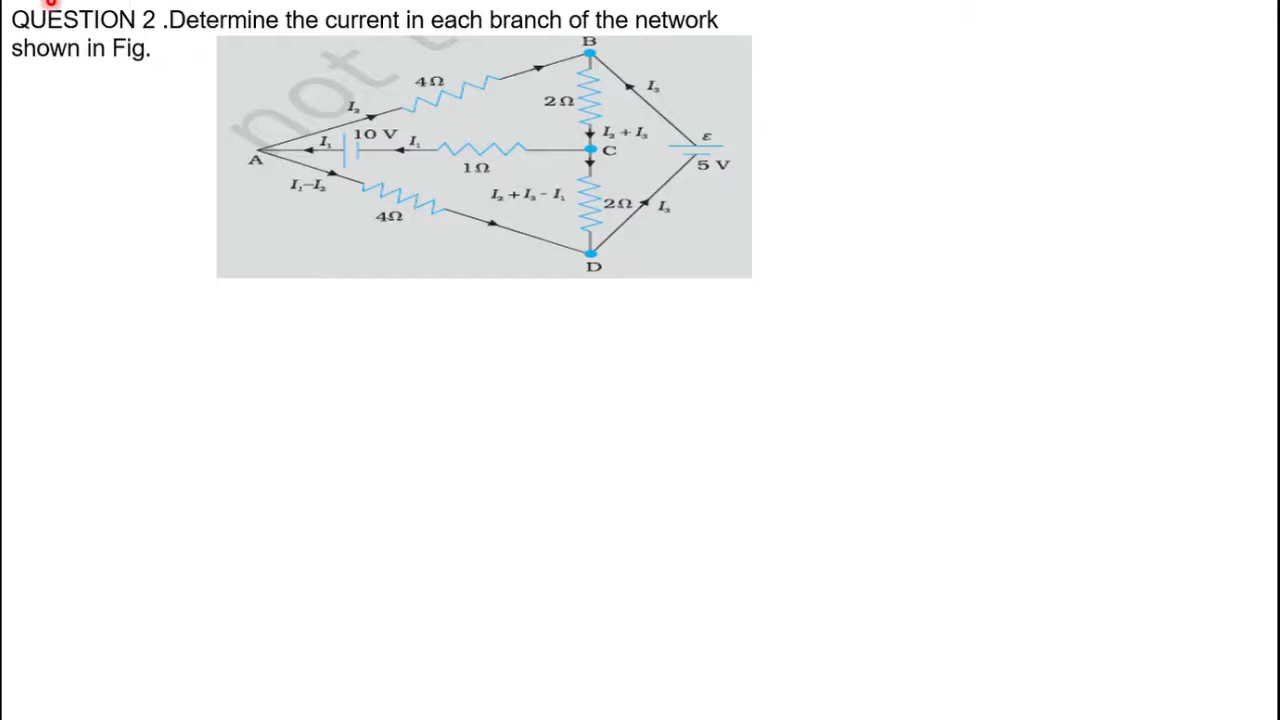 QUESTION 2 .Determine the current in each branch of the network
shown in Fig.
not
B
4Ω
I₃
2Ω
I₂
10 V
I₁
I₁
I₂ + I₃
ε
A
C
1Ω
5 V
I₁–I₂
I₂ + I₃ – I₁
2Ω
I₃
4Ω
D